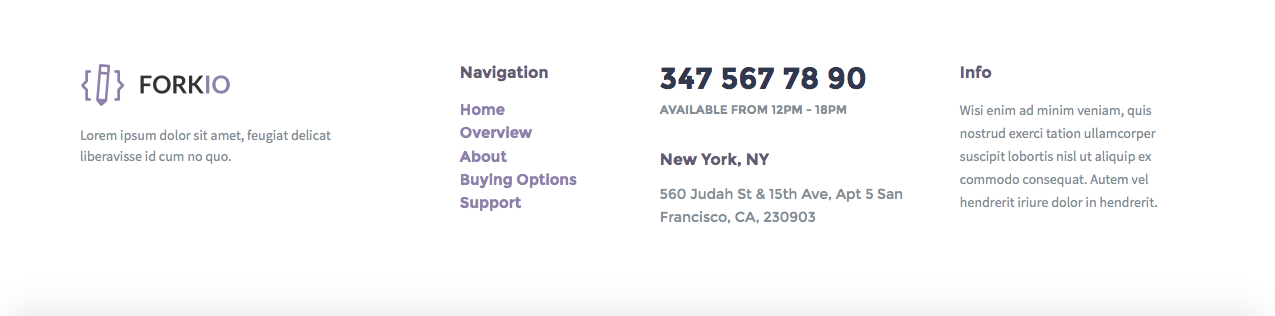 FORKIO
Lorem ipsum dolor sit amet, feugiat delicat
liberavisse id cum no quo.
Navigation
Home
Overview
About
Buying Options
Support
347 567 78 90
AVAILABLE FROM 12PM - 18PM
New York, NY
560 Judah St & 15th Ave, Apt 5 San
Francisco, CA, 230903
Info
Wisi enim ad minim veniam, quis
nostrud exerci tation ullamcorper
suscipit lobortis nisl ut aliquip ex
commodo consequat. Autem vel
hendrerit iriure dolor in hendrerit.